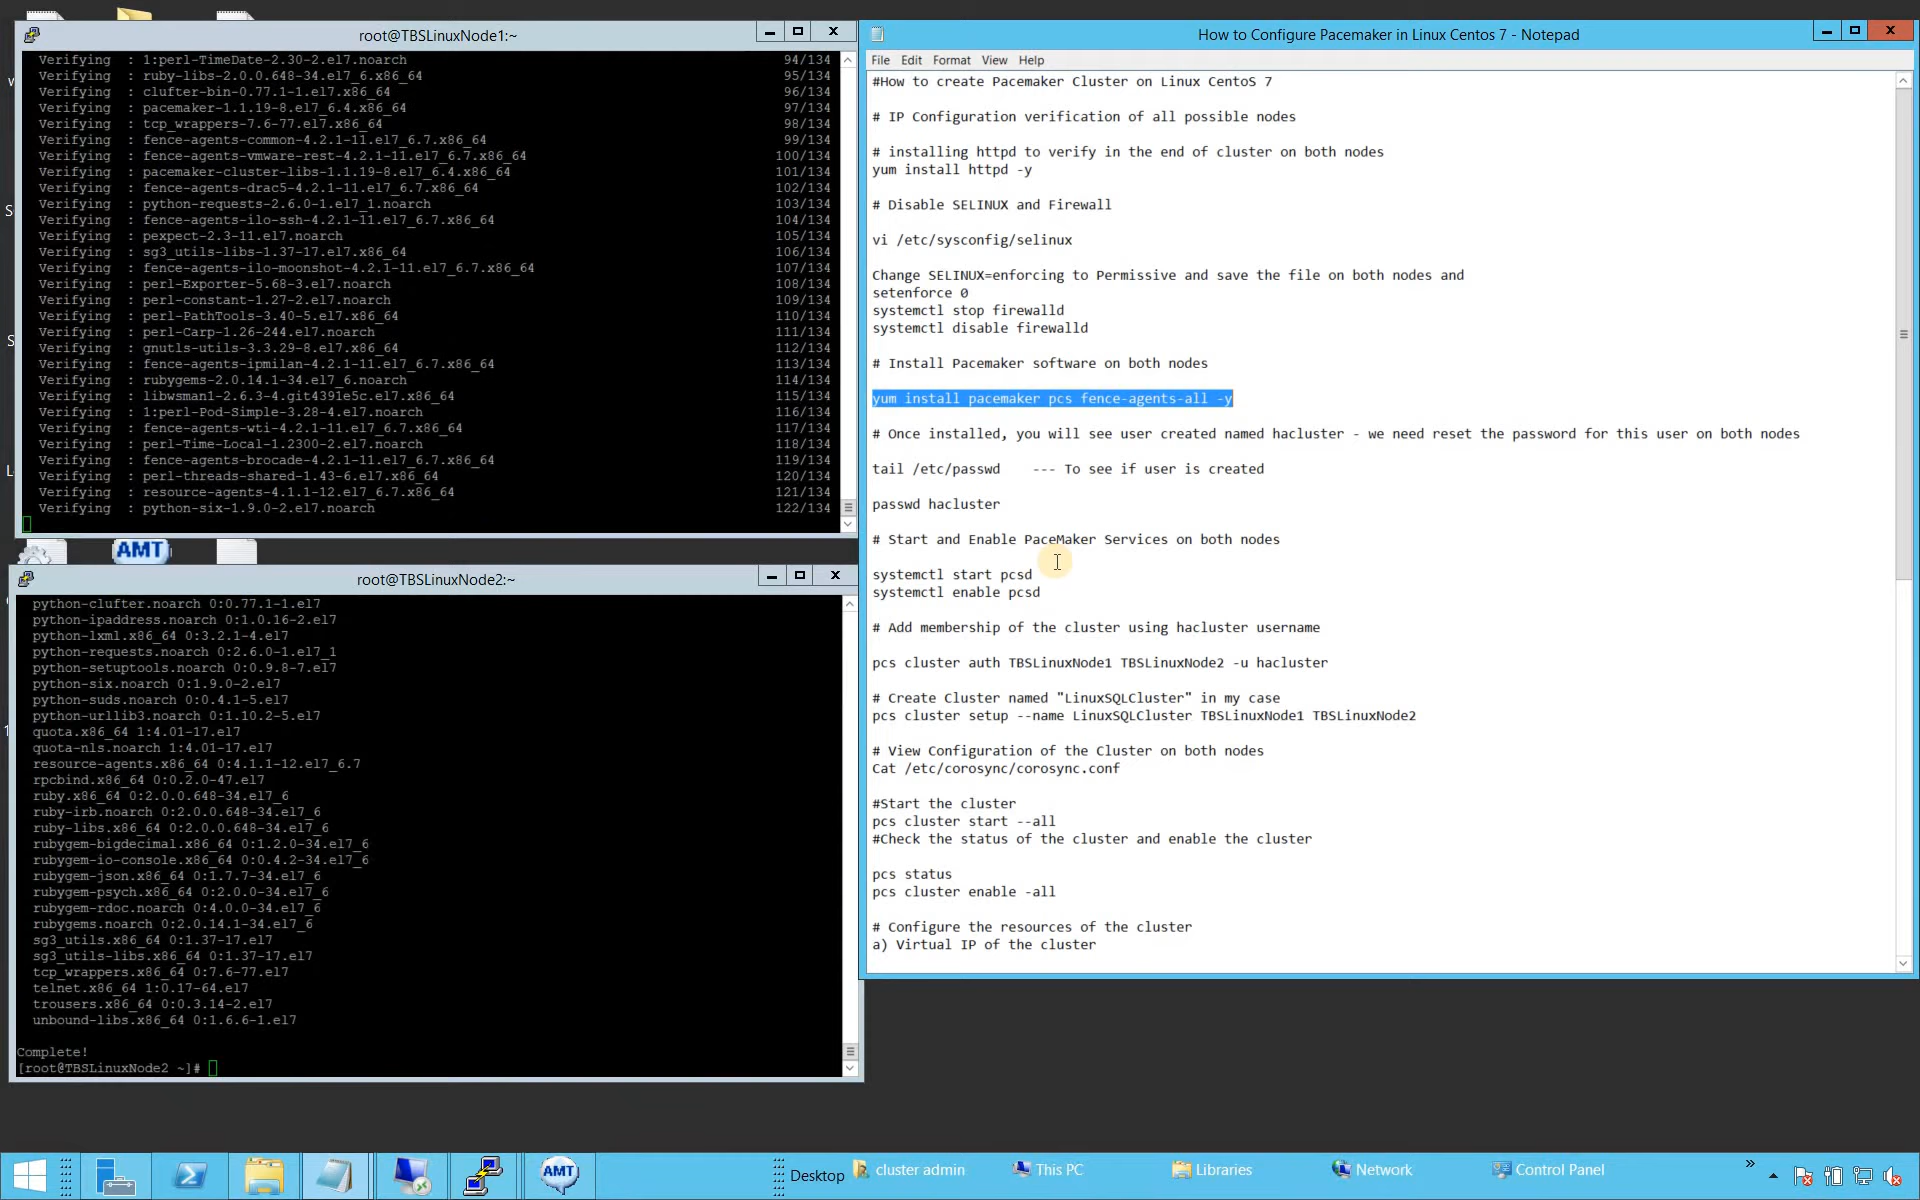 root@TBSLinuxNode1:~
Verifying : 1:perl-TimeDate-2.30-2.el7.noarch 94/134
Verifying : ruby-libs-2.0.0.648-34.el7_6.x86_64 95/134
Verifying : clufter-bin-0.77.1-1.el7.x86_64 96/134
Verifying : pacemaker-1.1.19-8.el7_6.4.x86_64 97/134
Verifying : tcp_wrappers-7.6-77.el7.x86_64 98/134
Verifying : fence-agents-common-4.2.1-11.el7_6.7.x86_64 99/134
Verifying : fence-agents-vmware-rest-4.2.1-11.el7_6.7.x86_64 100/134
Verifying : pacemaker-cluster-libs-1.1.19-8.el7_6.4.x86_64 101/134
Verifying : fence-agents-drac5-4.2.1-11.el7_6.7.x86_64 102/134
Verifying : python-requests-2.6.0-1.el7_1.noarch 103/134
Verifying : fence-agents-ilo-ssh-4.2.1-11.el7_6.7.x86_64 104/134
Verifying : pexpect-2.3-11.el7.noarch 105/134
Verifying : sg3_utils-libs-1.37-17.el7.x86_64 106/134
Verifying : fence-agents-ilo-moonshot-4.2.1-11.el7_6.7.x86_64 107/134
Verifying : perl-Exporter-5.68-3.el7.noarch 108/134
Verifying : perl-constant-1.27-2.el7.noarch 109/134
Verifying : perl-PathTools-3.40-5.el7.x86_64 110/134
Verifying : perl-Carp-1.26-244.el7.noarch 111/134
Verifying : gnutls-utils-3.3.29-8.el7.x86_64 112/134
Verifying : fence-agents-ipmilan-4.2.1-11.el7_6.7.x86_64 113/134
Verifying : rubygems-2.0.14.1-34.el7_6.noarch 114/134
Verifying : libwsman1-2.6.3-4.git4391e5c.el7.x86_64 115/134
Verifying : 1:perl-Pod-Simple-3.28-4.el7.noarch 116/134
Verifying : fence-agents-wti-4.2.1-11.el7_6.7.x86_64 117/134
Verifying : perl-Time-Local-1.2300-2.el7.noarch 118/134
Verifying : fence-agents-brocade-4.2.1-11.el7_6.7.x86_64 119/134
Verifying : perl-threads-shared-1.43-6.el7.x86_64 120/134
Verifying : resource-agents-4.1.1-12.el7_6.7.x86_64 121/134
Verifying : python-six-1.9.0-2.el7.noarch 122/134
AMT
root@TBSLinuxNode2:~
python-clufter.noarch 0:0.77.1-1.el7
python-ipaddress.noarch 0:1.0.16-2.el7
python-lxml.x86_64 0:3.2.1-4.el7
python-requests.noarch 0:2.6.0-1.el7_1
python-setuptools.noarch 0:0.9.8-7.el7
python-six.noarch 0:1.9.0-2.el7
python-suds.noarch 0:0.4.1-5.el7
python-urllib3.noarch 0:1.10.2-5.el7
quota.x86_64 1:4.01-17.el7
quota-nls.noarch 1:4.01-17.el7
resource-agents.x86_64 0:4.1.1-12.el7_6.7
rpcbind.x86_64 0:0.2.0-47.el7
ruby.x86_64 0:2.0.0.648-34.el7_6
ruby-irb.noarch 0:2.0.0.648-34.el7_6
ruby-libs.x86_64 0:2.0.0.648-34.el7_6
rubygem-bigdecimal.x86_64 0:1.2.0-34.el7_6
rubygem-io-console.x86_64 0:0.4.2-34.el7_6
rubygem-json.x86_64 0:1.7.7-34.el7_6
rubygem-psych.x86_64 0:2.0.0-34.el7_6
rubygem-rdoc.noarch 0:4.0.0-34.el7_6
rubygems.noarch 0:2.0.14.1-34.el7_6
sg3_utils.x86_64 0:1.37-17.el7
sg3_utils-libs.x86_64 0:1.37-17.el7
tcp_wrappers.x86_64 0:7.6-77.el7
telnet.x86_64 1:0.17-64.el7
trousers.x86_64 0:0.3.14-2.el7
unbound-libs.x86_64 0:1.6.6-1.el7
Complete!
[root@TBSLinuxNode2 ~]#
How to Configure Pacemaker in Linux Centos 7 - Notepad
File Edit Format View Help
#How to create Pacemaker Cluster on Linux CentoS 7
# IP Configuration verification of all possible nodes
# installing httpd to verify in the end of cluster on both nodes
yum install httpd -y
# Disable SELINUX and Firewall
vi /etc/sysconfig/selinux
Change SELINUX=enforcing to Permissive and save the file on both nodes and
setenforce 0
systemctl stop firewalld
systemctl disable firewalld
# Install Pacemaker software on both nodes
yum install pacemaker pcs fence-agents-all -y
# Once installed, you will see user created named hacluster - we need reset the password for this user on both nodes
tail /etc/passwd --- To see if user is created
passwd hacluster
# Start and Enable PaceMaker Services on both nodes
systemctl start pcsd
systemctl enable pcsd
# Add membership of the cluster using hacluster username
pcs cluster auth TBSLinuxNode1 TBSLinuxNode2 -u hacluster
# Create Cluster named "LinuxSQLCluster" in my case
pcs cluster setup --name LinuxSQLCluster TBSLinuxNode1 TBSLinuxNode2
# View Configuration of the Cluster on both nodes
Cat /etc/corosync/corosync.conf
#Start the cluster
pcs cluster start --all
#Check the status of the cluster and enable the cluster
pcs status
pcs cluster enable -all
# Configure the resources of the cluster
a) Virtual IP of the cluster
AMT
Desktop
cluster admin
This PC
Libraries
Network
Control Panel